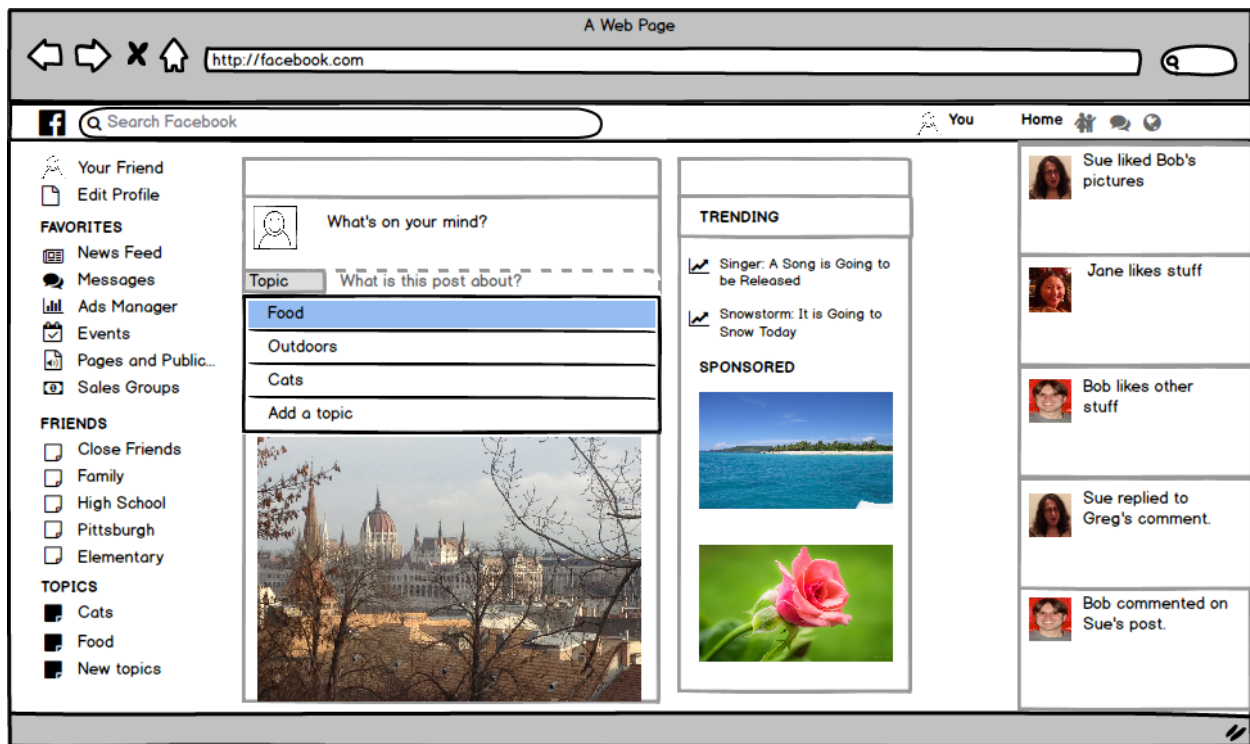 A Web Page
http://facebook.com
Search Facebook
You
Home
Your Friend
Edit Profile
FAVORITES
News Feed
Messages
Ads Manager
Events
Pages and Public...
Sales Groups
FRIENDS
Close Friends
Family
High School
Pittsburgh
Elementary
TOPICS
Cats
Food
New topics
What's on your mind?
Topic
What is this post about?
Food
Outdoors
Cats
Add a topic
TRENDING
Singer: A Song is Going to
be Released
Snowstorm: It is Going to
Snow Today
SPONSORED
Sue liked Bob's
pictures
Jane likes stuff
Bob likes other
stuff
Sue replied to
Greg's comment.
Bob commented on
Sue's post.